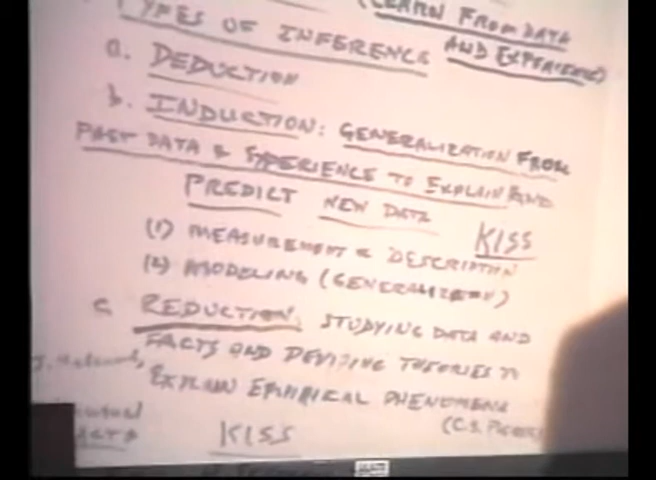 (LEARN FROM DATA
TYPES OF INFERENCE AND EXPERIENCE)
a. DEDUCTION
b. INDUCTION: GENERALIZATION FROM
PAST DATA & EXPERIENCE TO EXPLAIN AND
PREDICT NEW DATA KISS
(1) MEASUREMENT & DESCRIPTION
(2) MODELING (GENERALIZATION)
c REDUCTION: STUDYING DATA AND
FACTS AND DEVISING THEORIES TO
EXPLAIN EMPIRICAL PHENOMENA
(C.S.
KISS